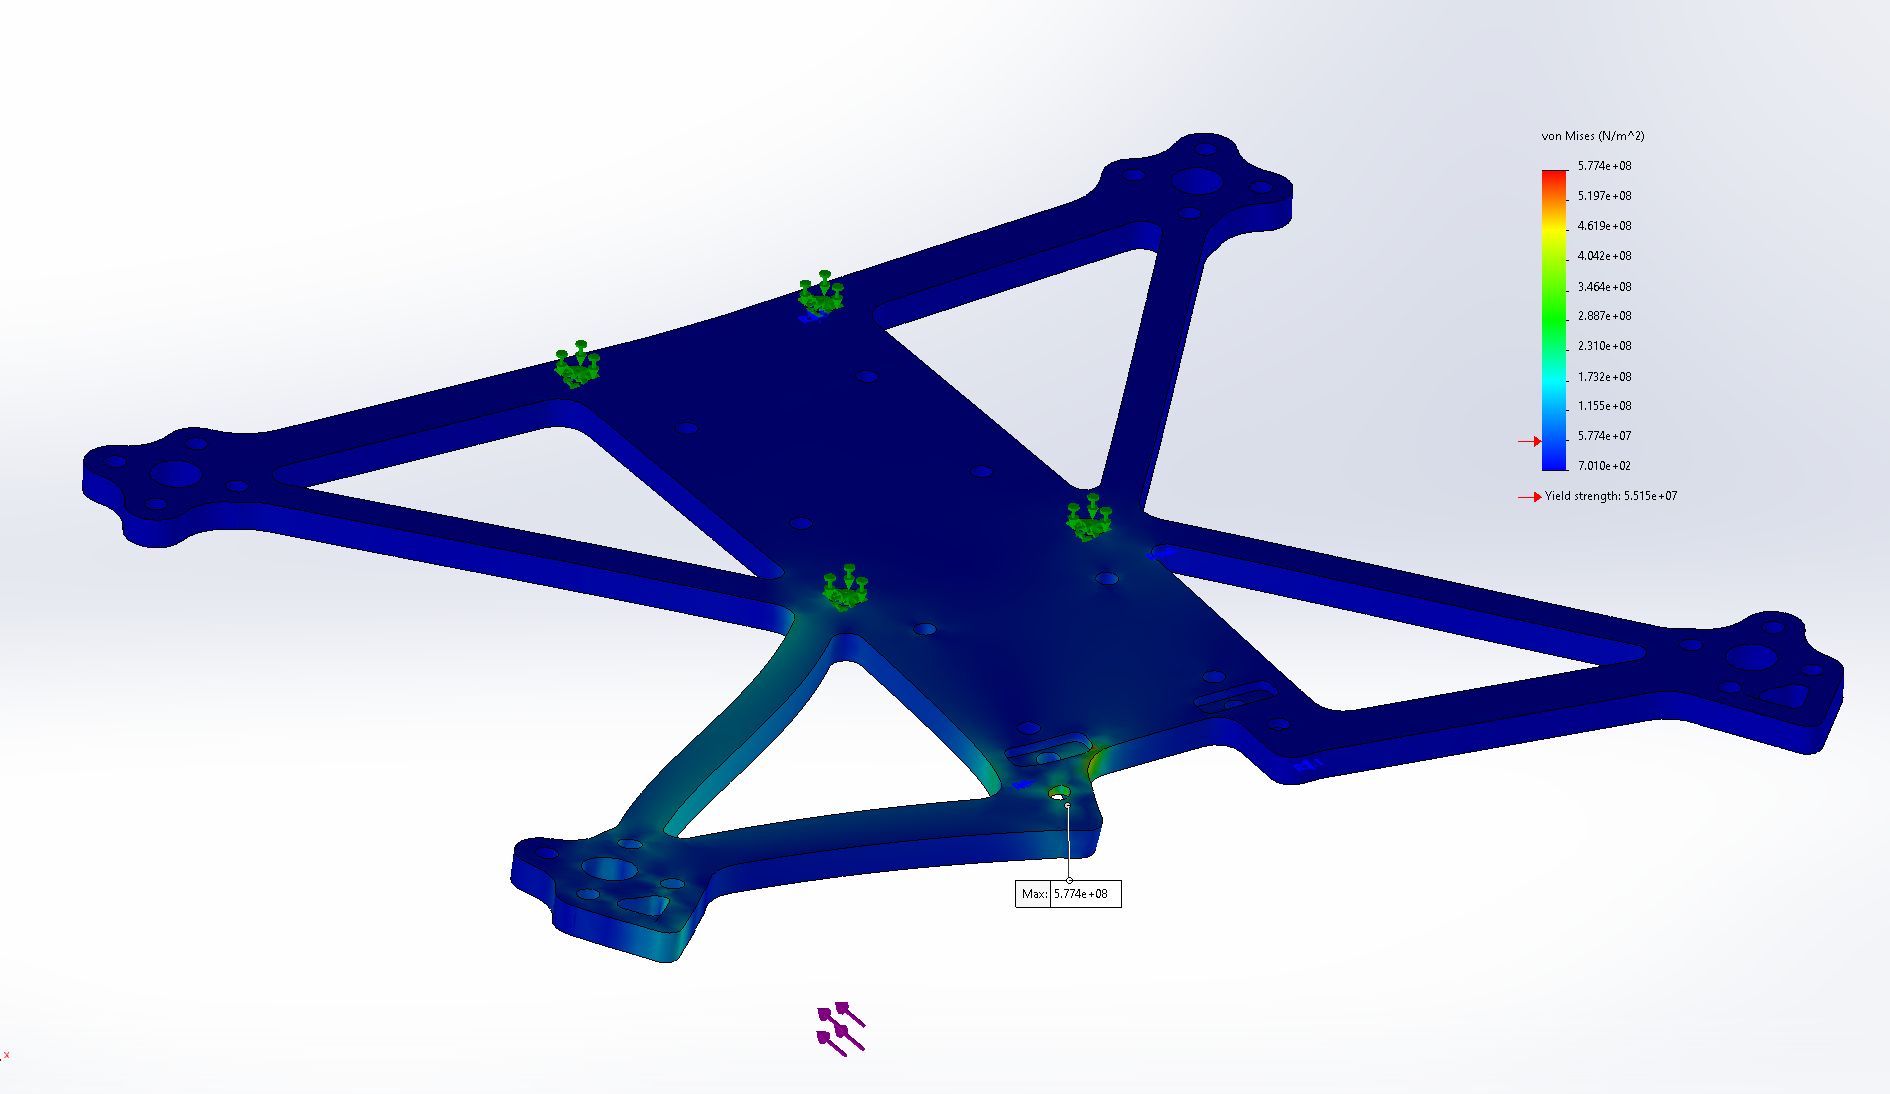 von Mises (N/m^2)
5.774e+08
5.197e+08
4.619e+08
4.042e+08
3.464e+08
2.887e+08
2.310e+08
1.732e+08
1.155e+08
5.774e+07
7.010e+02
Yield strength: 5.515e+07
Max: 5.774e+08
x